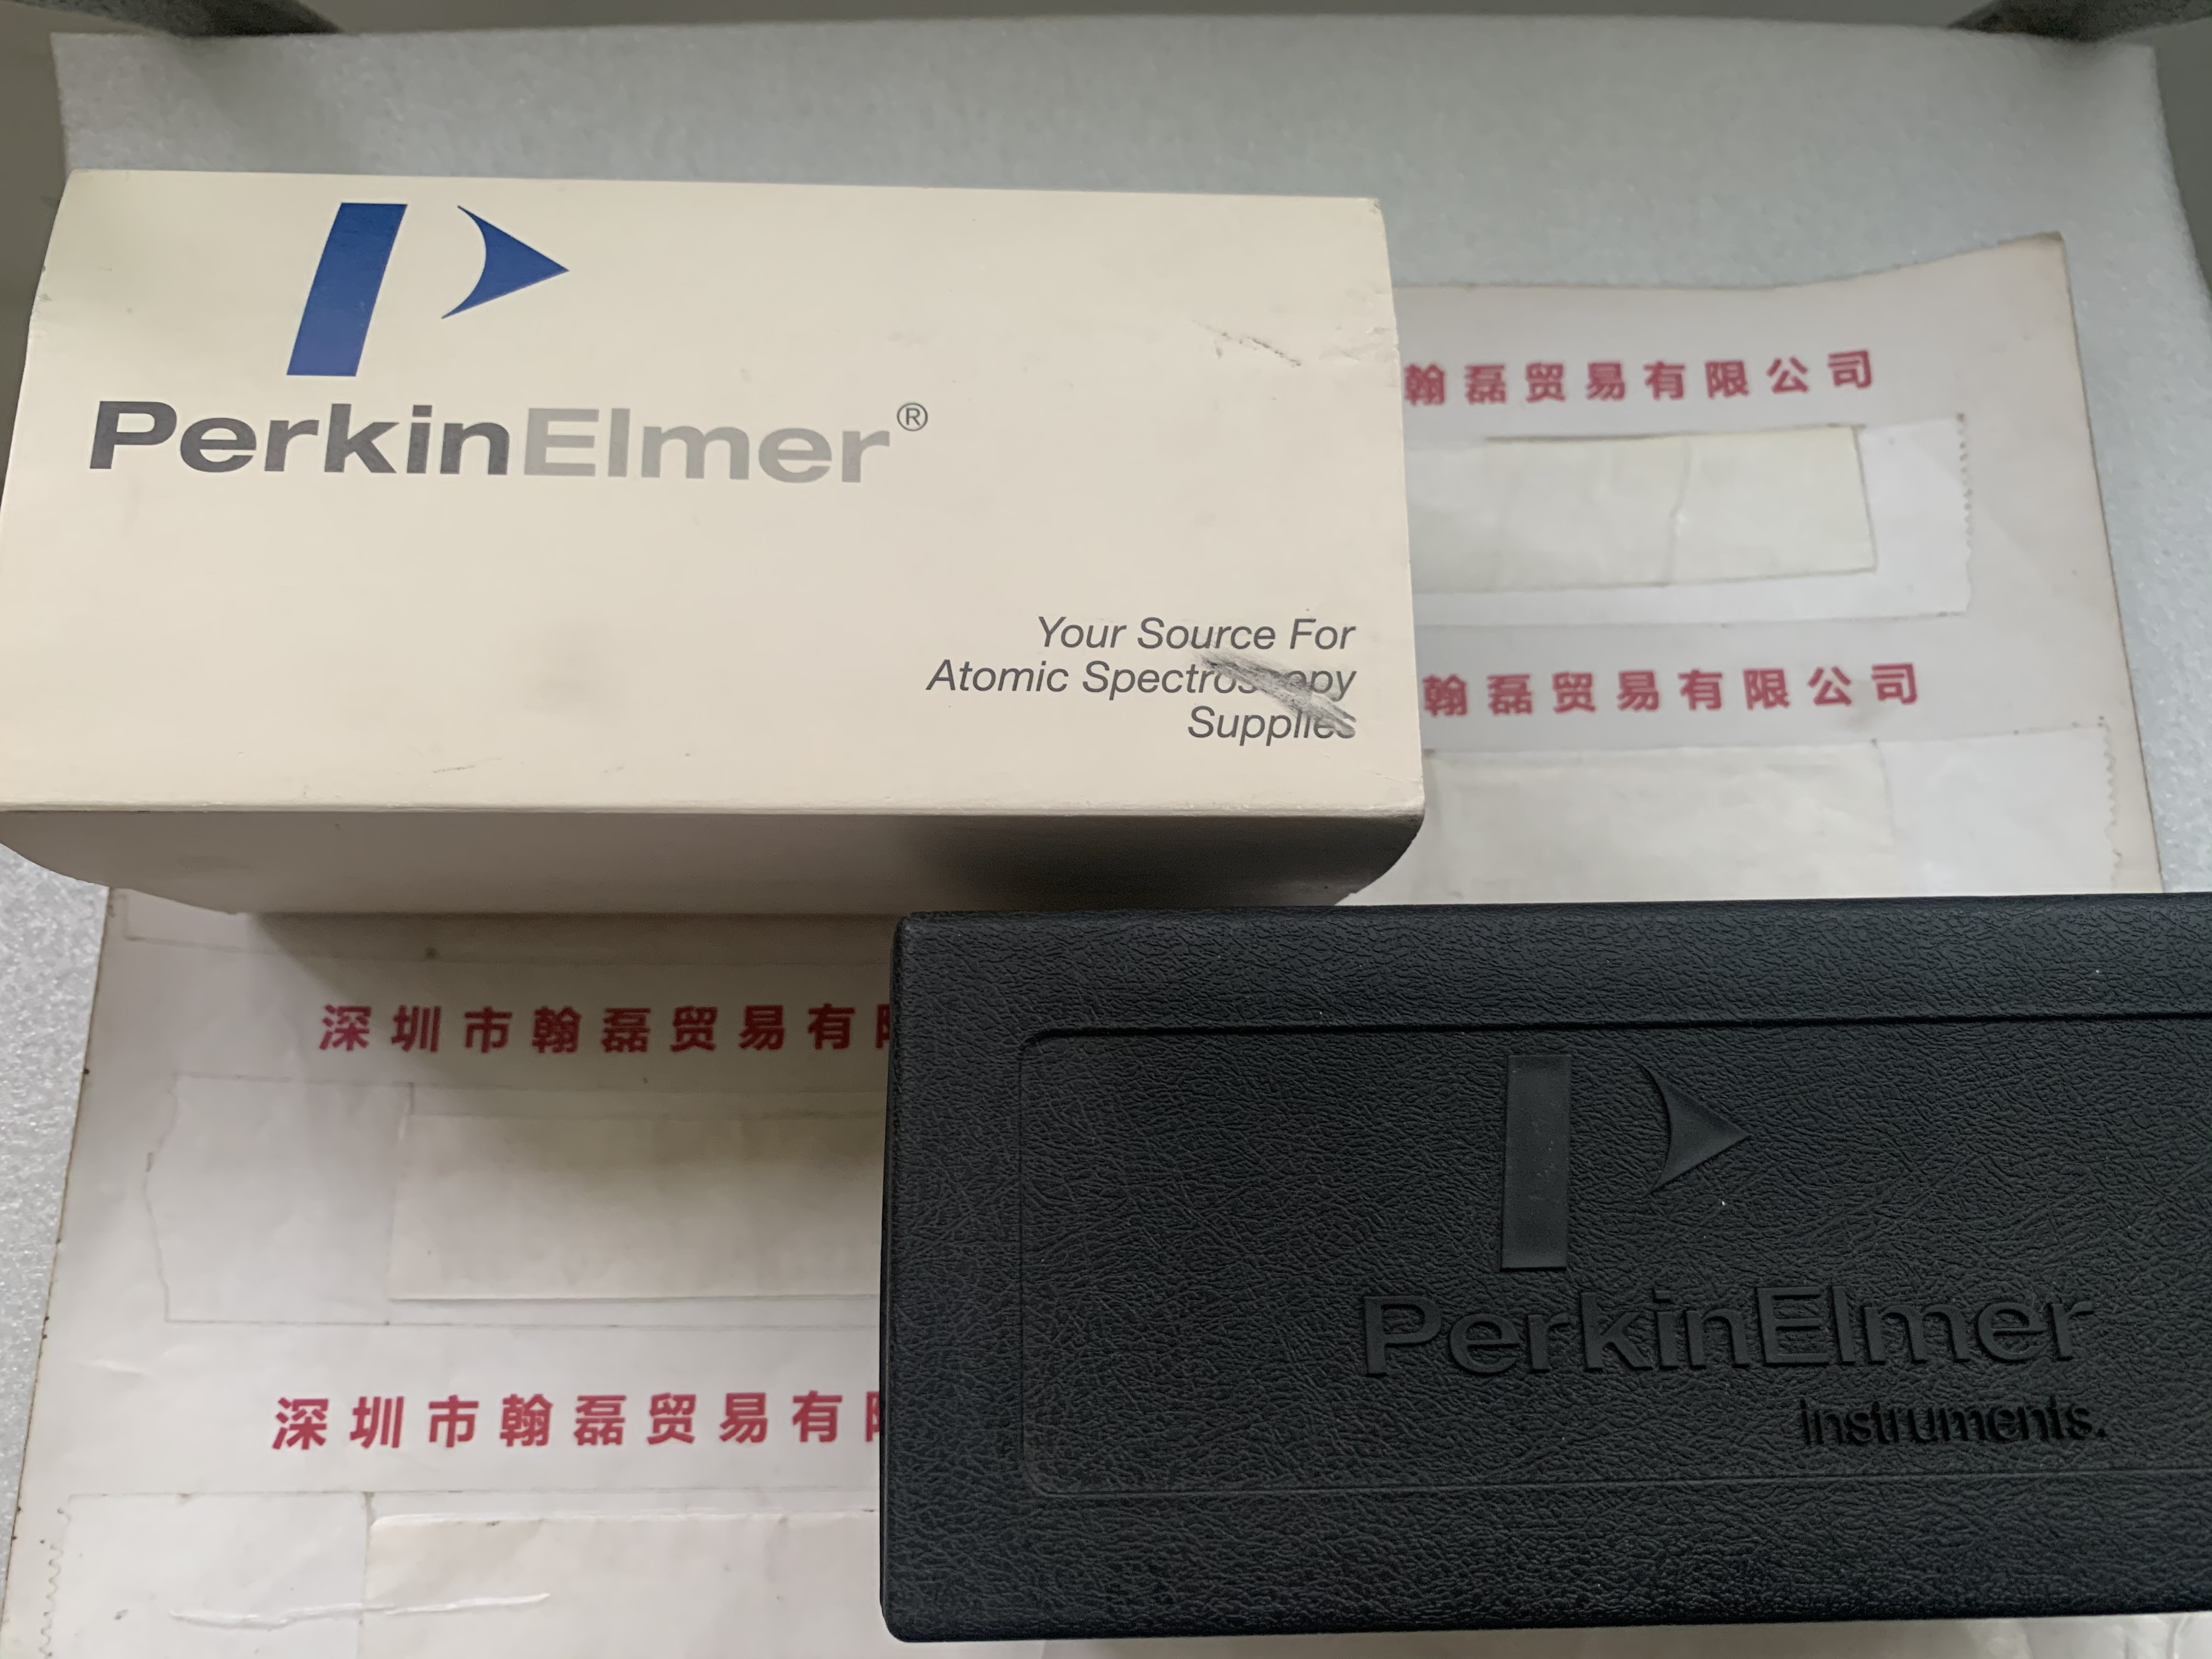 PerkinElmer®
Your Source For
Atomic Spectroscopy
Supplies
翰磊贸易有限公司
翰磊贸易有限公司
深圳市翰磊贸易有
深圳市翰磊贸易有
PerkinElmer
instruments.